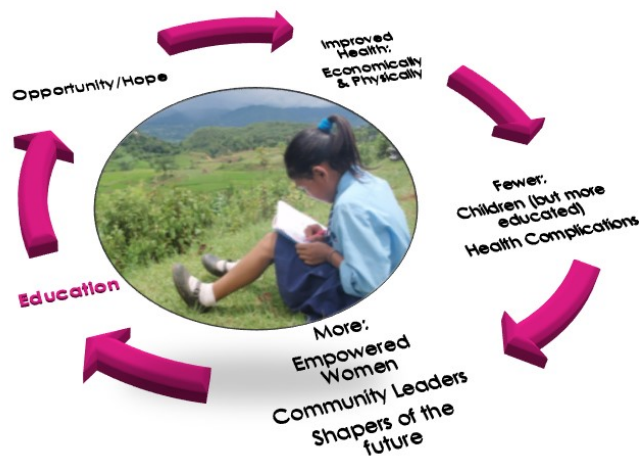 Opportunity/Hope
Improved
Health:
Economically
& Physically
Fewer:
Children (but more
educated)
Health Complications
More:
Empowered
Women
Community Leaders
Shapers of the
future
Education